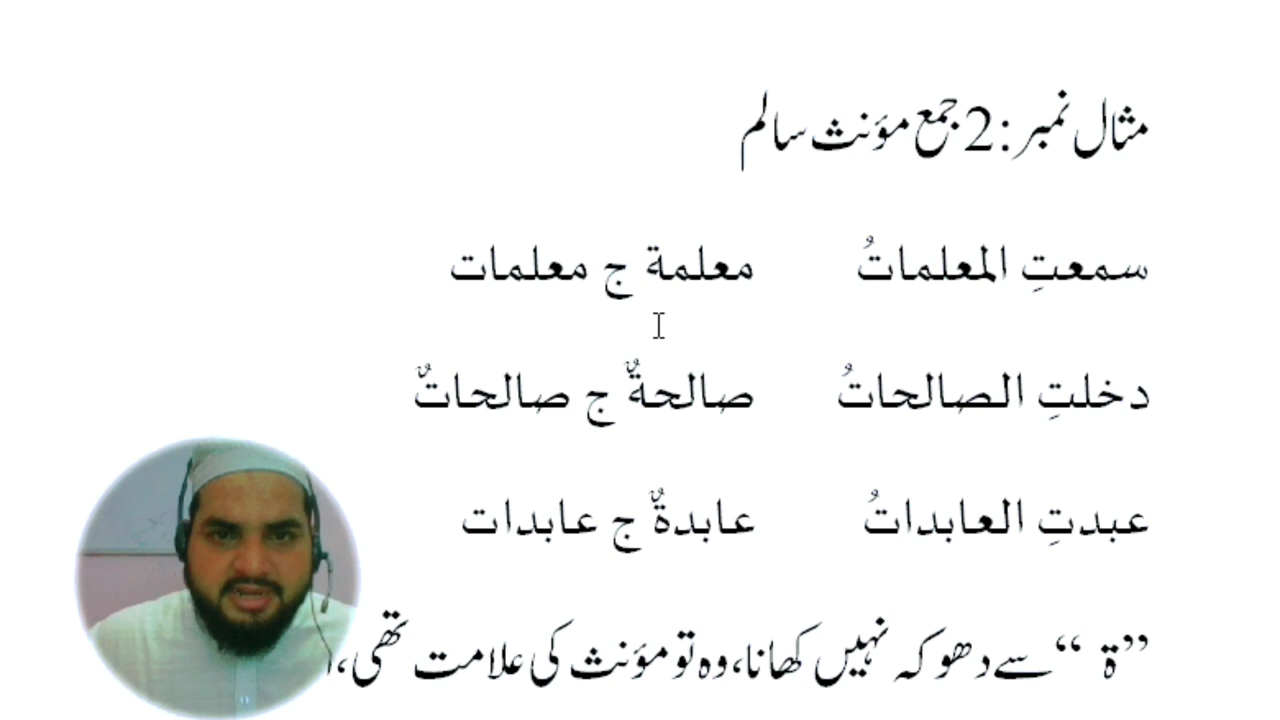 مثال نمبر:2 جمع مؤنث سالم
سمعتِ المعلماتُ معلمة ج معلمات
دخلتِ الصالحاتُ صالحةٌ ج صالحاتٌ
عبدتِ العابداتُ عابدةٌ ج عابدات
”ة “سے دھوکہ نہیں کھانا،وہ تو مؤنث کی علامت تھی،